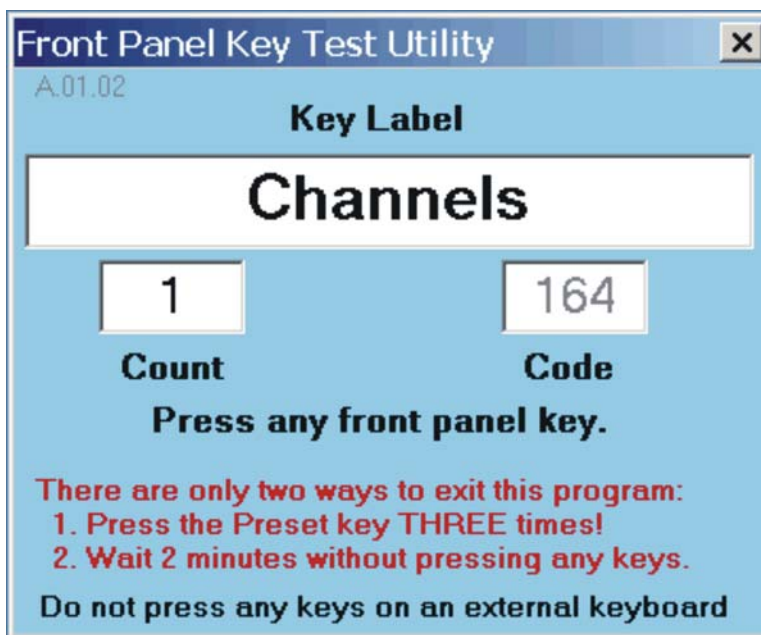 Front Panel Key Test Utility
A.01.02
Key Label
Channels
1
164
Count
Code
Press any front panel key.
There are only two ways to exit this program:
1. Press the Preset key THREE times!
2. Wait 2 minutes without pressing any keys.
Do not press any keys on an external keyboard